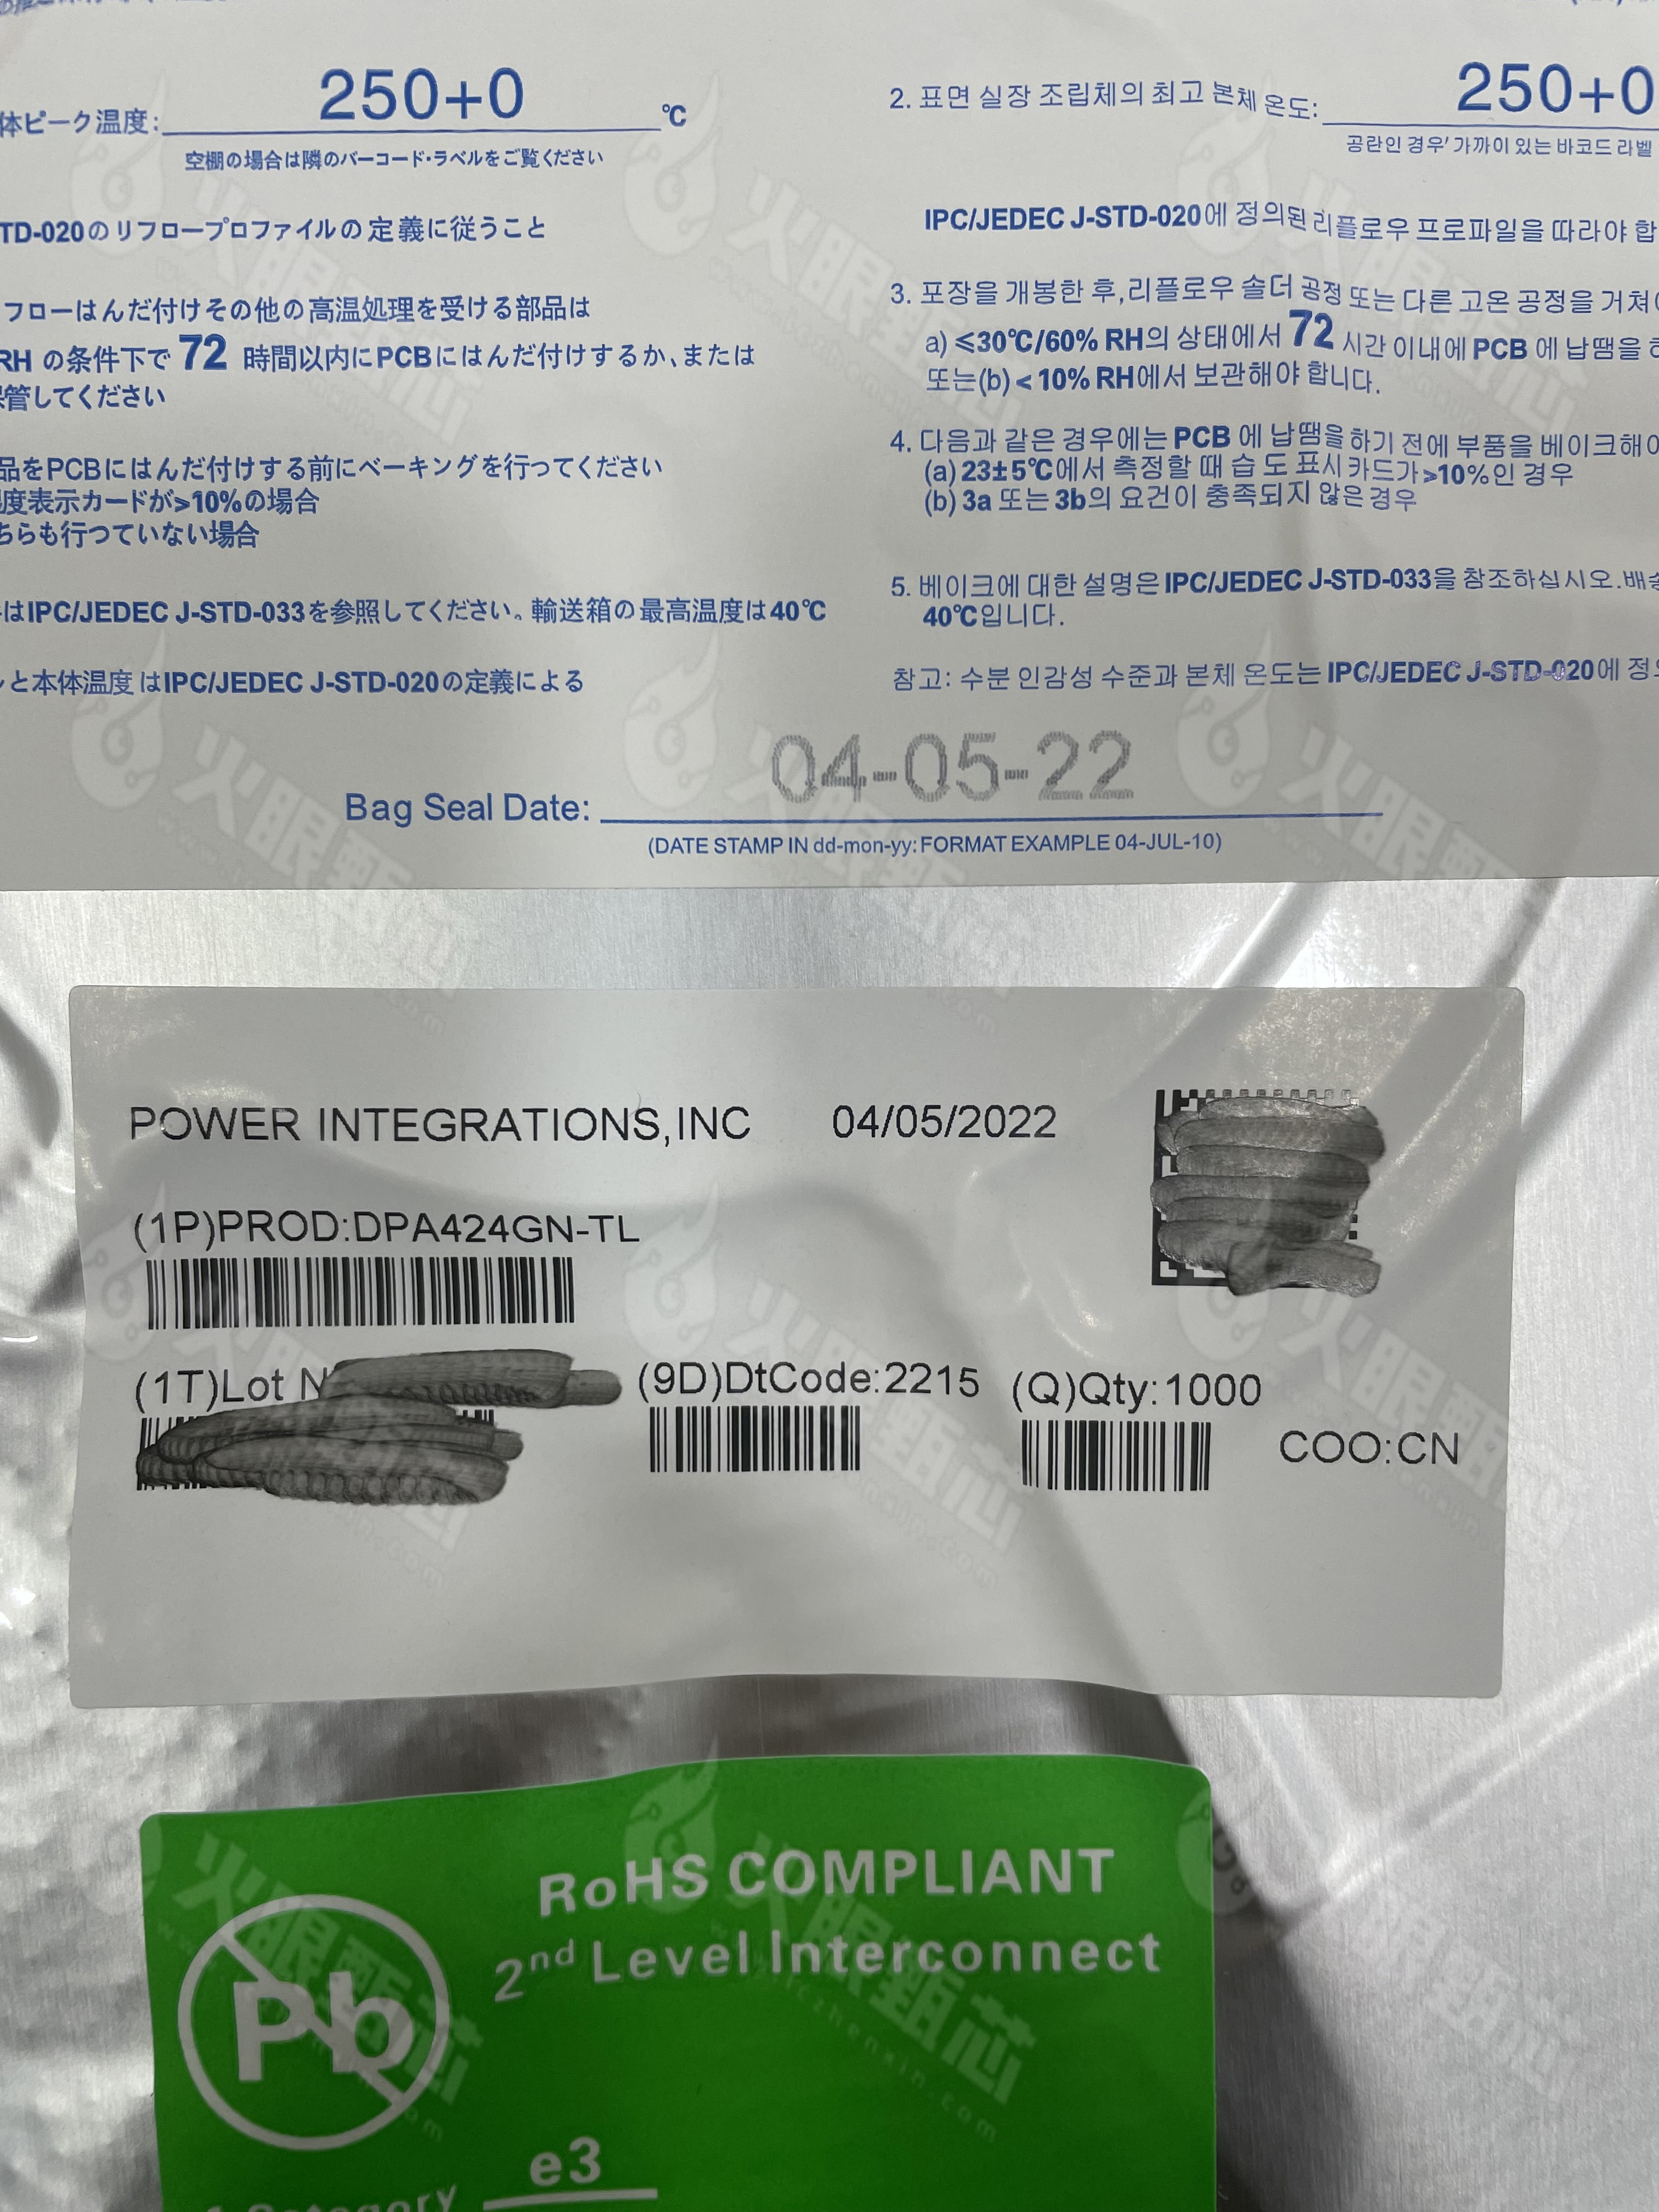 体ピーク温度: 250+0 ℃
空棚の場合は隣のバーコード・ラベルをご覧ください
TD-020のリフロープロファイルの定義に従うこと
フローはんだ付けその他の高温処理を受ける部品は
RH の条件下で 72 時間以内にPCBにはんだ付けするか、または
管してください
品をPCBにはんだ付けする前にベーキングを行ってください
度表示カードが>10%の場合
ちらも行つていない場合
はIPC/JEDEC J-STD-033を参照してください。輸送箱の最高温度は40℃
と本体温度 はIPC/JEDEC J-STD-020の定義による
2. 표면 실장 조립체의 최고 본체 온도: 250+0
공란인 경우' 가까이 있는 바코드 라벨
IPC/JEDEC J-STD-020에 정의된 리플로우 프로파일을 따라야 합
3. 포장을 개봉한 후,리플로우 솔더 공정 또는 다른 고온 공정을 거쳐
a) ⩽30℃/60% RH의 상태에서 72 시간 이내에 PCB 에 납땜을
또는(b) < 10% RH에서 보관해야 합니다.
4. 다음과 같은 경우에는 PCB 에 납땜을 하기 전에 부품을 베이크해야
(a) 23±5℃에서 측정할 때 습 도 표시 카드가 >10%인 경우
(b) 3a 또는 3b의 요건이 충족되지 않은 경우
5. 베이크에 대한 설명은 IPC/JEDEC J-STD-033을 참조하십시오.배송
40℃입니다.
참고: 수분 인감성 수준과 본체 온도는 IPC/JEDEC J-STD-020에 정
Bag Seal Date: 04-05-22
(DATE STAMP IN dd-mon-yy: FORMAT EXAMPLE 04-JUL-10)
POWER INTEGRATIONS,INC 04/05/2022
(1P)PROD:DPA424GN-TL
(1T)Lot N
(9D)DtCode:2215 (Q)Qty:1000
COO:CN
RoHS COMPLIANT
2nd Level Interconnect
Pb
e3
Category
火眼甄芯